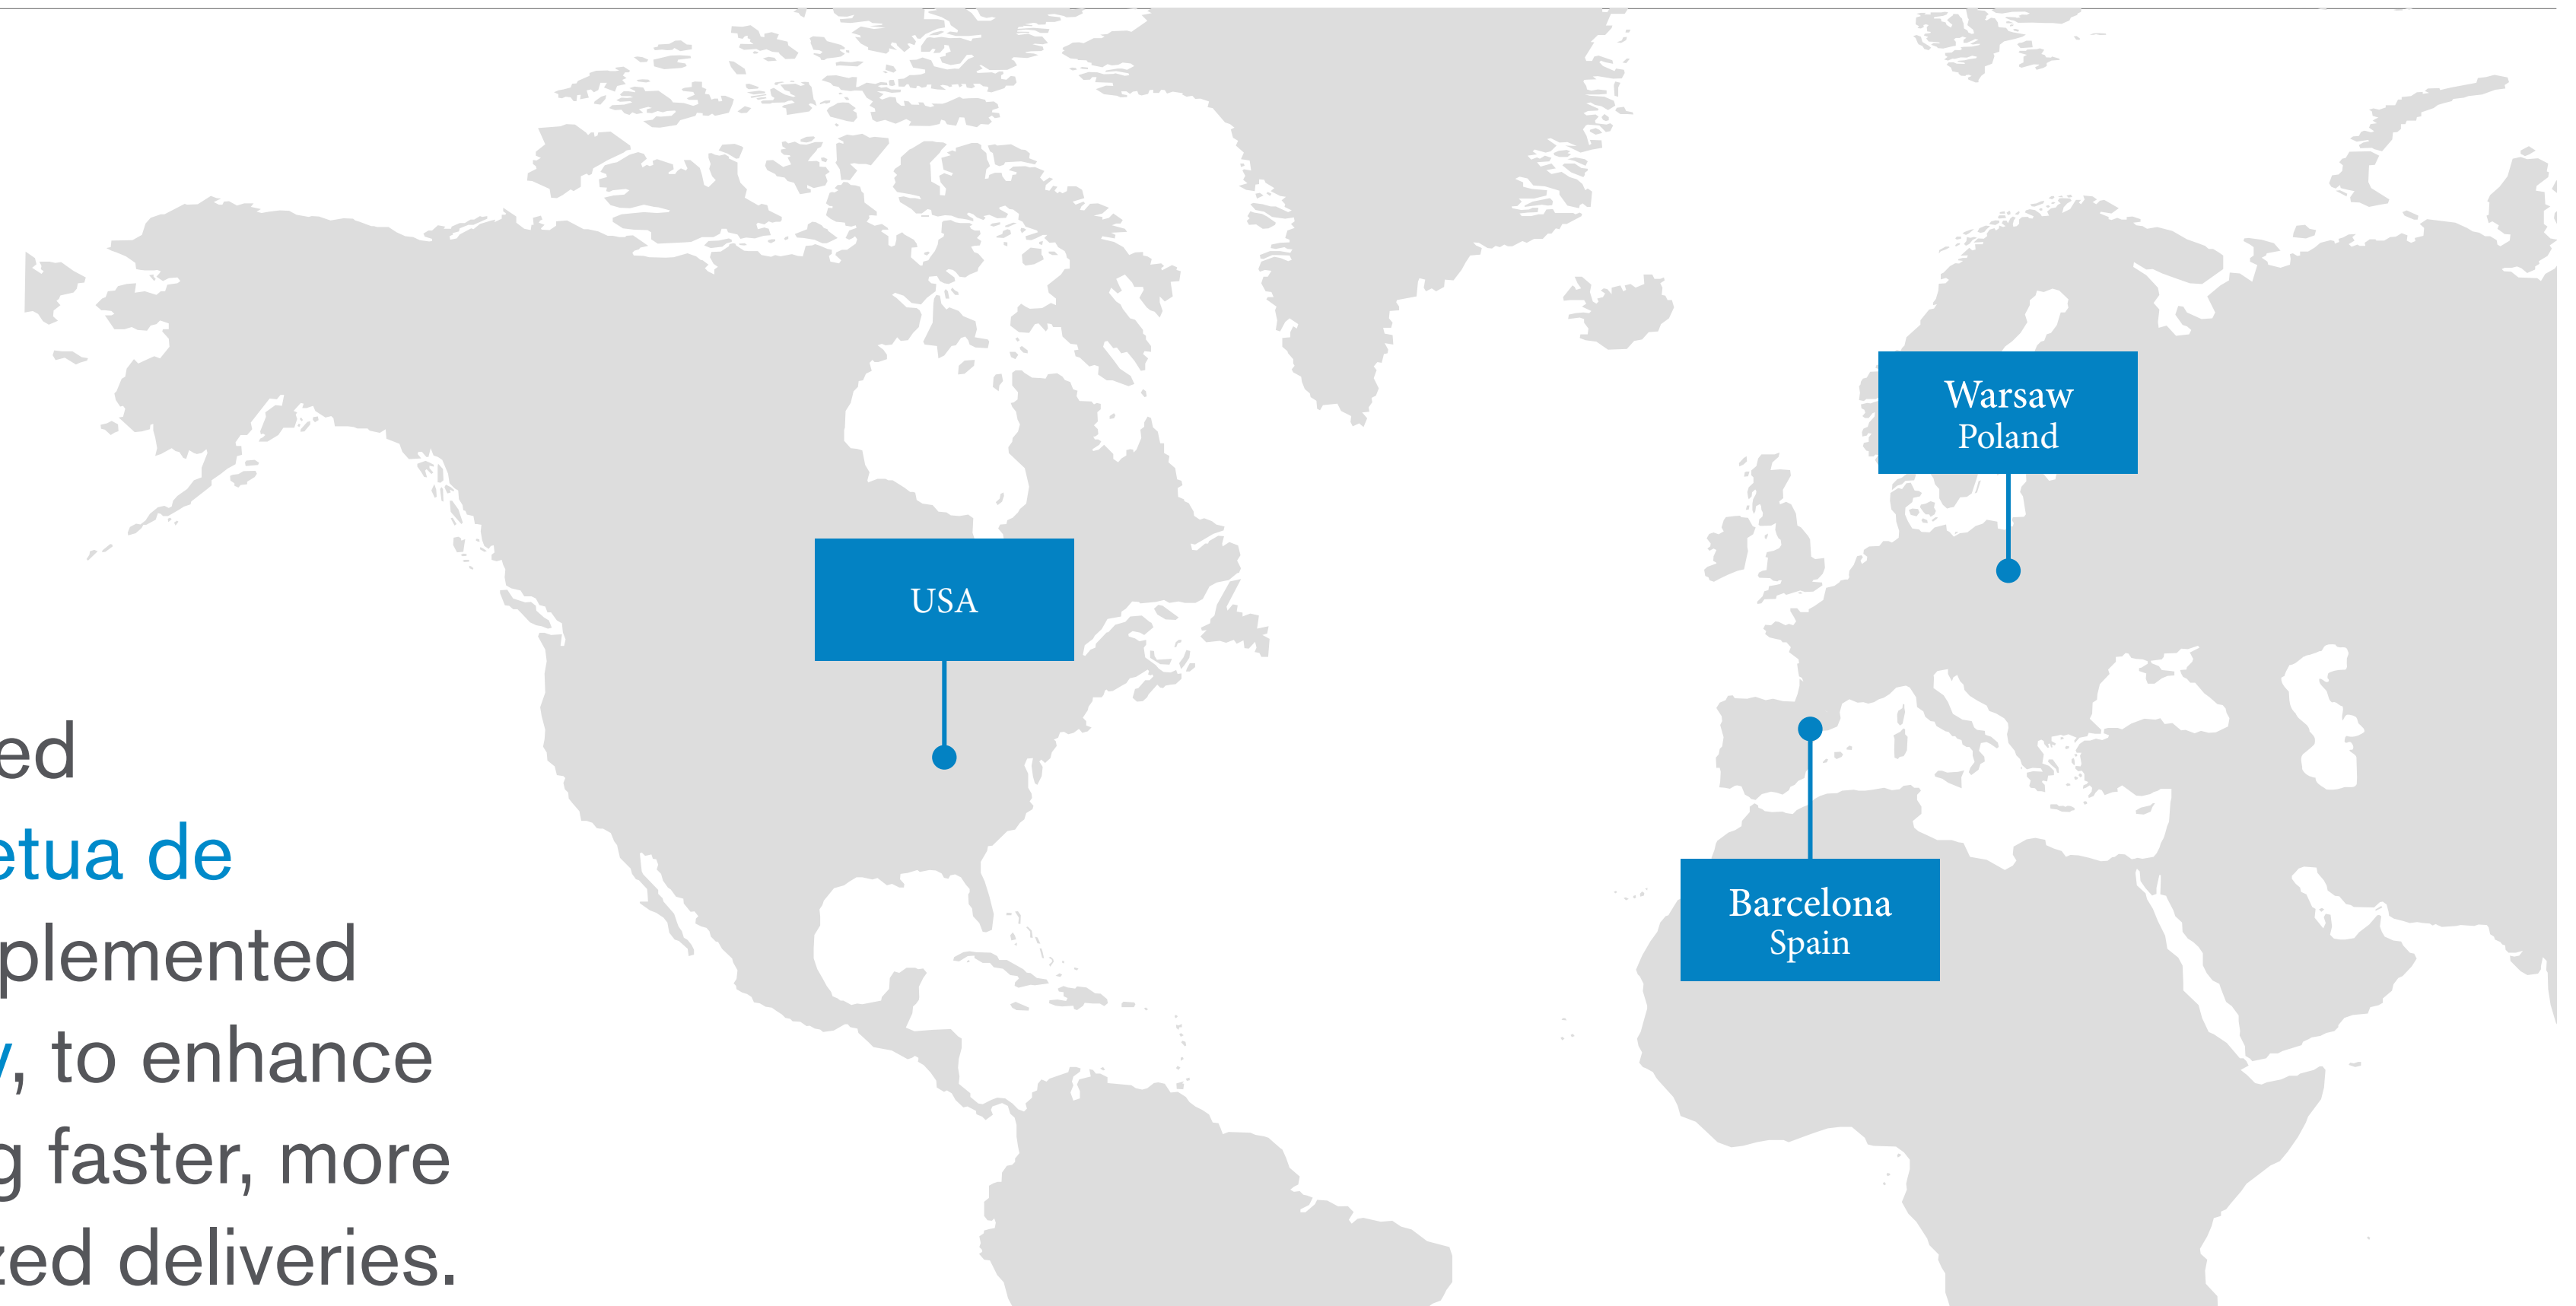 Warsaw
Poland
USA
Barcelona
Spain
ed
etua de
plemented
, to enhance
g faster, more
zed deliveries.